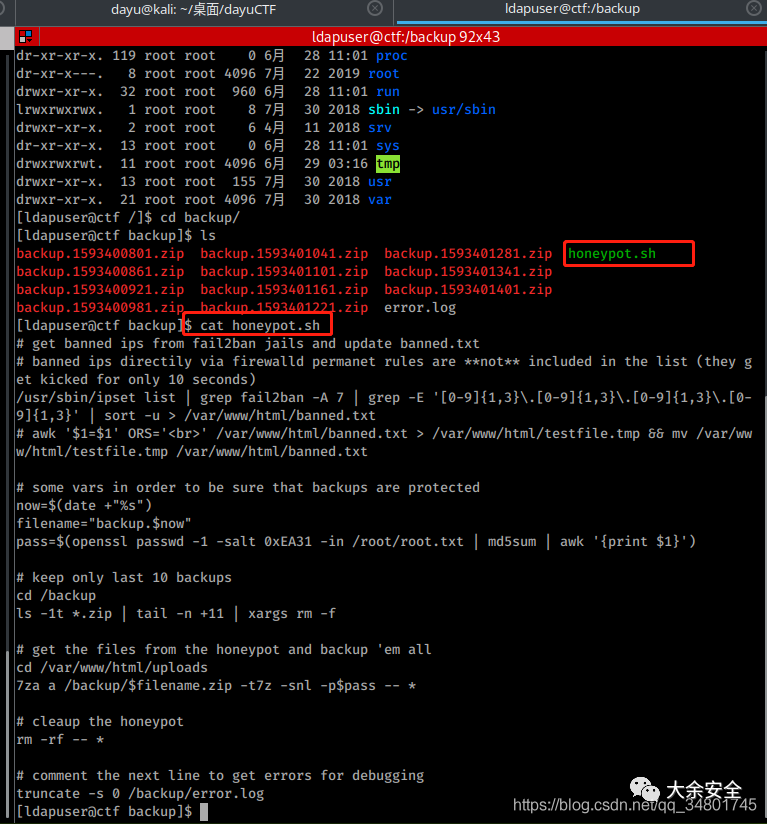 dayu@kali: ~/桌面/dayuCTF
ldapuser@ctf:/backup
ldapuser@ctf:/backup 92x43
dr-xr-xr-x. 119 root root    0 6月  28 11:01 proc
dr-xr-x---.   8 root root 4096 7月  22 2019 root
drwxr-xr-x.  32 root root  960 6月  28 11:01 run
lrwxrwxrwx.   1 root root    8 7月  30 2018 sbin -> usr/sbin
drwxr-xr-x.   2 root root    6 4月  11 2018 srv
dr-xr-xr-x.  13 root root    0 6月  28 11:01 sys
drwxrwxrwt.  11 root root 4096 6月  29 03:16 tmp
drwxr-xr-x.  13 root root  155 7月  30 2018 usr
drwxr-xr-x.  21 root root 4096 7月  30 2018 var
[ldapuser@ctf /]$ cd backup/
[ldapuser@ctf backup]$ ls
backup.1593400801.zip  backup.1593401041.zip  backup.1593401281.zip  honeypot.sh
backup.1593400861.zip  backup.1593401101.zip  backup.1593401341.zip
backup.1593400921.zip  backup.1593401161.zip  backup.1593401401.zip
backup.1593400981.zip  backup.1593401221.zip  error.log
[ldapuser@ctf backup]$ cat honeypot.sh
# get banned ips from fail2ban jails and update banned.txt
# banned ips directily via firewalld permanet rules are **not** included in the list (they g
et kicked for only 10 seconds)
/usr/sbin/ipset list | grep fail2ban -A 7 | grep -E '[0-9]{1,3}\.[0-9]{1,3}\.[0-9]{1,3}\.[0-
9]{1,3}' | sort -u > /var/www/html/banned.txt
# awk '$1=$1' ORS='<br>' /var/www/html/banned.txt > /var/www/html/testfile.tmp && mv /var/ww
w/html/testfile.tmp /var/www/html/banned.txt
# some vars in order to be sure that backups are protected
now=$(date +"%s")
filename="backup.$now"
pass=$(openssl passwd -1 -salt 0xEA31 -in /root/root.txt | md5sum | awk '{print $1}')
# keep only last 10 backups
cd /backup
ls -1t *.zip | tail -n +11 | xargs rm -f
# get the files from the honeypot and backup 'em all
cd /var/www/html/uploads
7za a /backup/$filename.zip -t7z -snl -p$pass -- *
# cleaup the honeypot
rm -rf -- *
# comment the next line to get errors for debugging
truncate -s 0 /backup/error.log
[ldapuser@ctf backup]$
大余安全
https://blog.csdn.net/qq_34801745